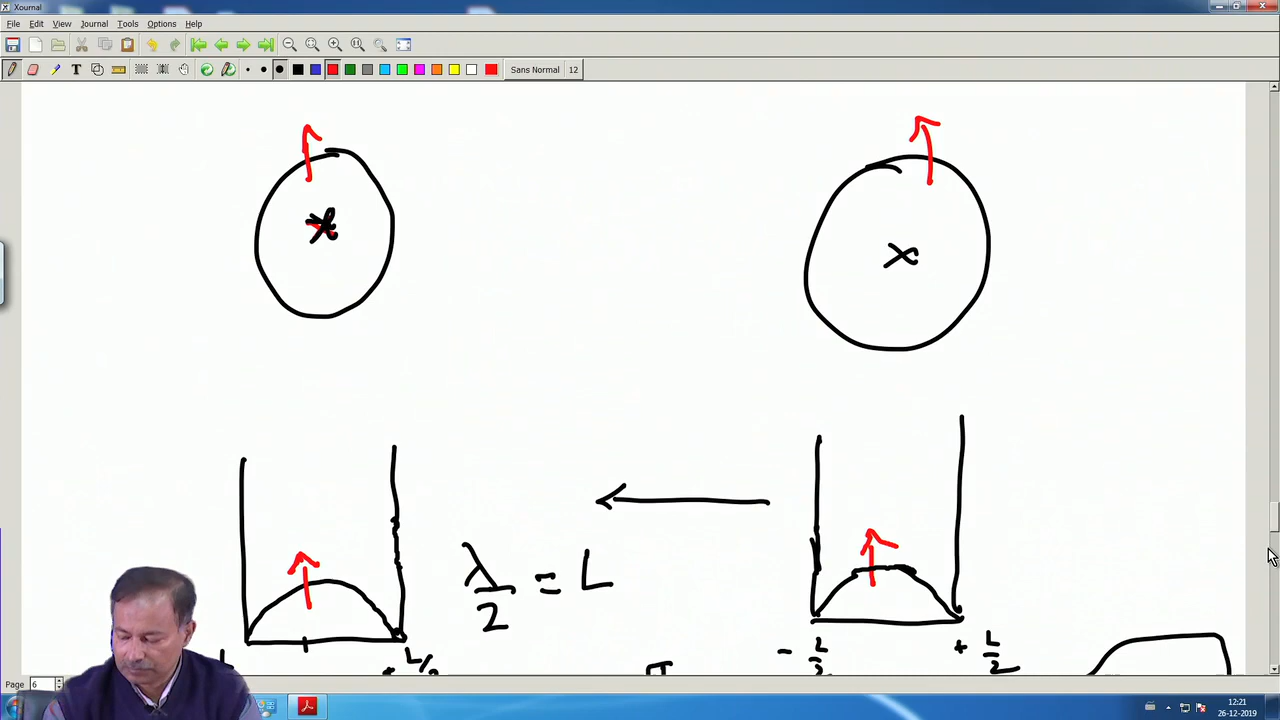 Xournal
File Edit View Journal Tools Options Help
Sans Normal 12
λ/2 = L
- L/2
+ L/2
Page 6
12:21
26-12-2019